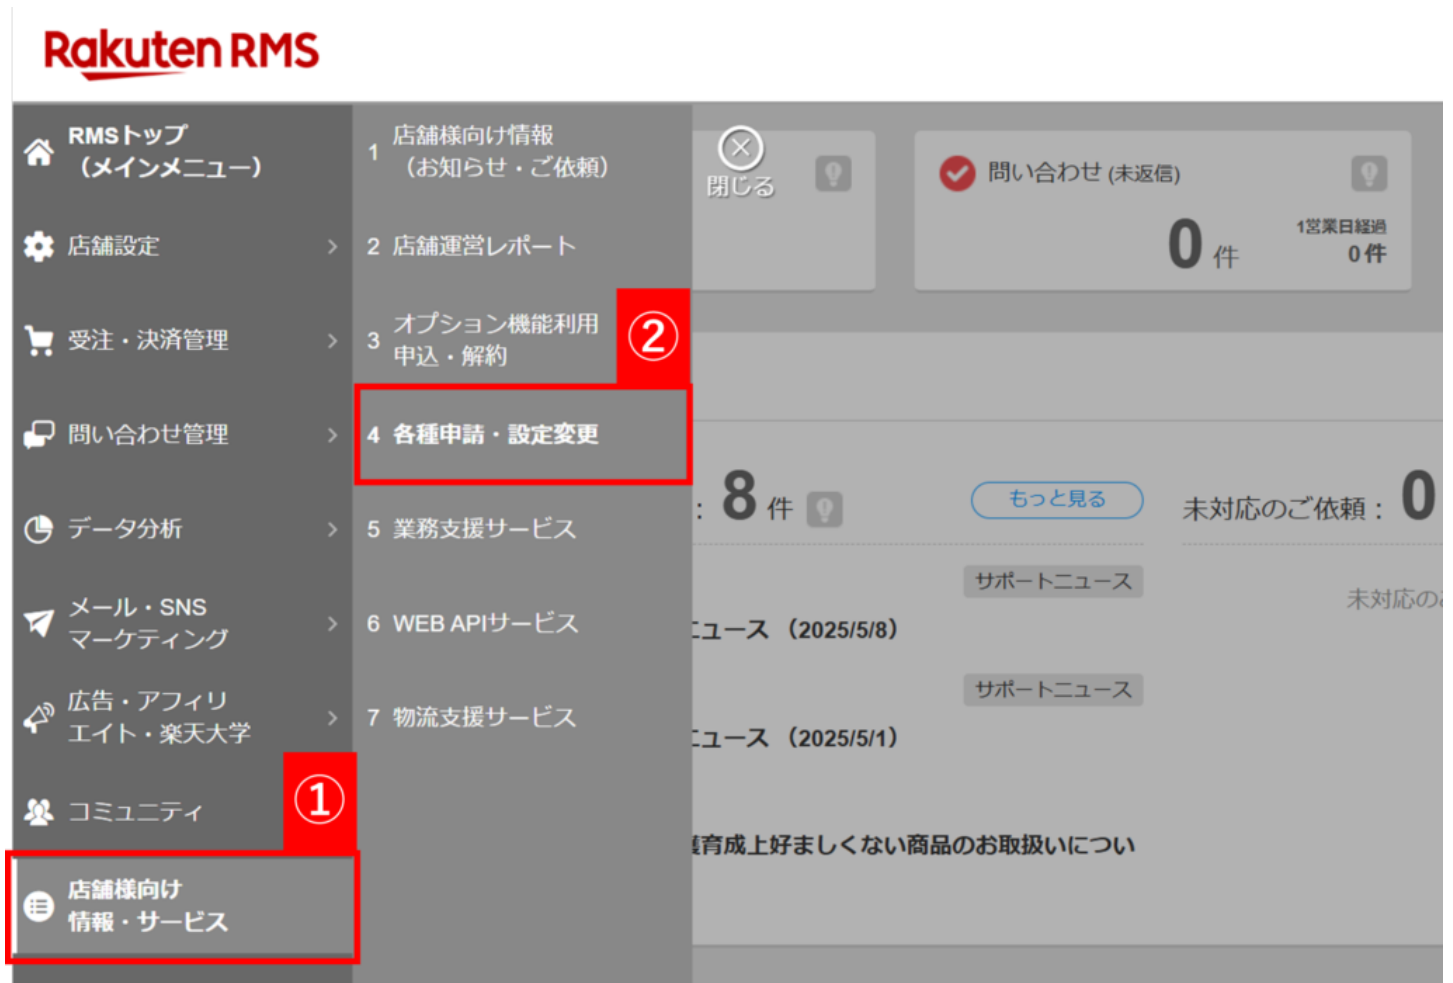 Rakuten RMS
RMSトップ
（メインメニュー）
店舗設定
受注・決済管理
問い合わせ管理
データ分析
メール・SNS
マーケティング
広告・アフィリ
エイト・楽天大学
コミュニティ
①
店舗様向け
情報・サービス
1 店舗様向け情報
（お知らせ・ご依頼）
2 店舗運営レポート
3 オプション機能利用
申込・解約
②
4 各種申請・設定変更
5 業務支援サービス
6 WEB APIサービス
7 物流支援サービス
閉じる
問い合わせ (未返信)
0 件
1営業日経過
0 件
: 8 件
もっと見る
未対応のご依頼： 0
サポートニュース
ニュース （2025/5/8）
未対応のご
サポートニュース
ニュース （2025/5/1）
育成上好ましくない商品のお取扱いについ